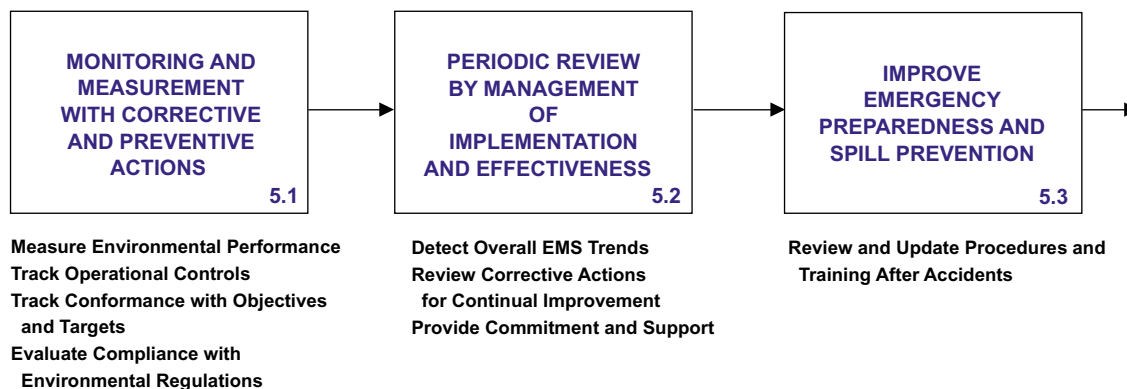 MONITORING AND
MEASUREMENT
WITH CORRECTIVE
AND PREVENTIVE
ACTIONS
5.1
PERIODIC REVIEW
BY MANAGEMENT
OF
IMPLEMENTATION
AND EFFECTIVENESS
5.2
IMPROVE
EMERGENCY
PREPAREDNESS AND
SPILL PREVENTION
5.3
Measure Environmental Performance
Track Operational Controls
Track Conformance with Objectives
and Targets
Evaluate Compliance with
Environmental Regulations
Detect Overall EMS Trends
Review Corrective Actions
for Continual Improvement
Provide Commitment and Support
Review and Update Procedures and
Training After Accidents